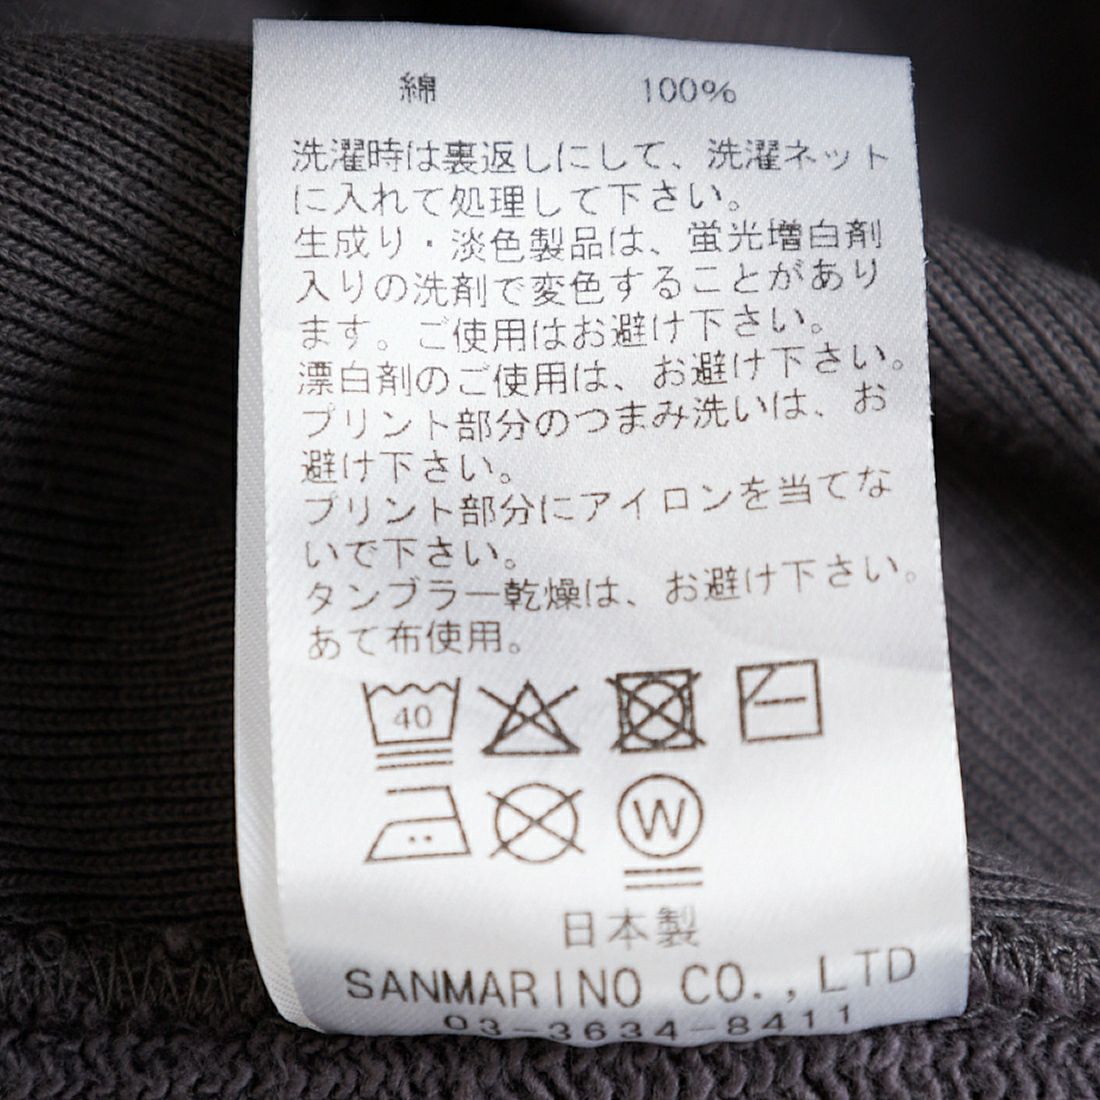 綿 100%
洗濯時は裏返しにして、洗濯ネット
に入れて処理して下さい。
生成り・淡色製品は、蛍光増白剤
入りの洗剤で変色することがあり
ます。ご使用はお避け下さい。
漂白剤のご使用は、お避け下さい。
プリント部分のつまみ洗いは、お
避け下さい。
プリント部分にアイロンを当てな
いで下さい。
タンブラー乾燥は、お避け下さい。
あて布使用。
40
W
日本製
SANMARINO CO.,LTD
03-3634-8411